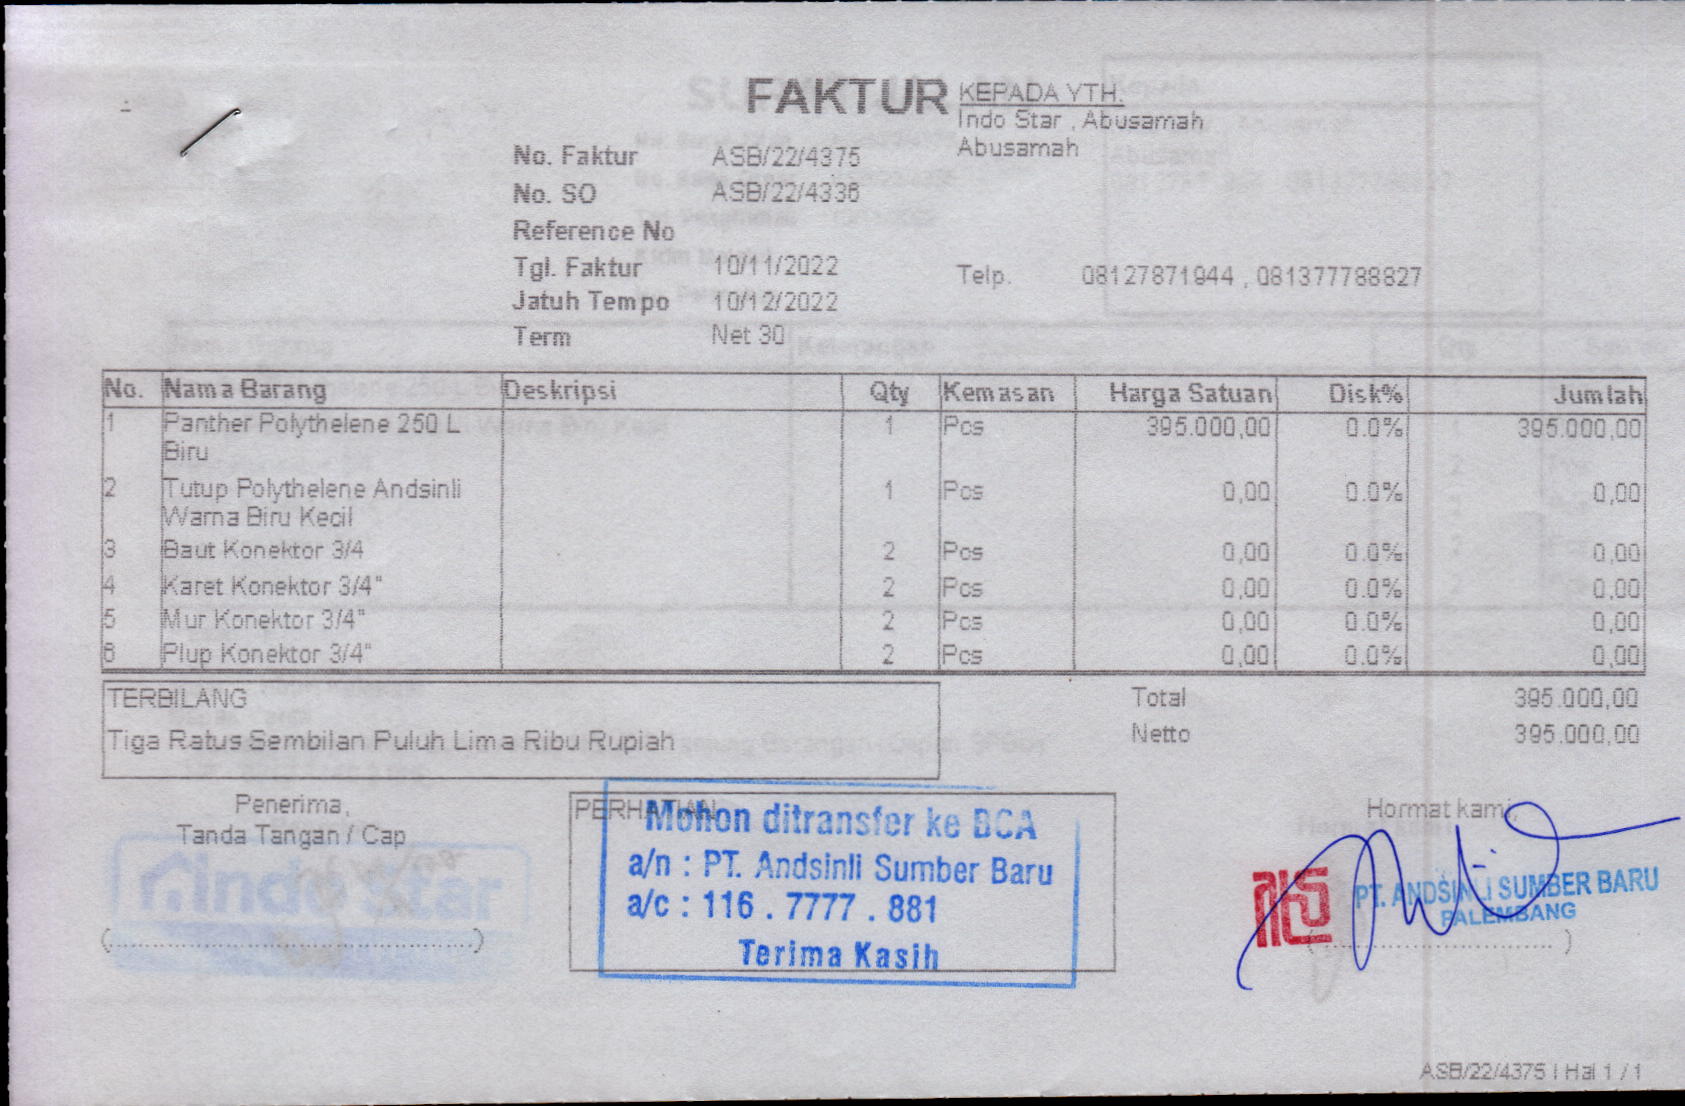 FAKTUR
KEPADA YTH.
Indo Star , Abusamah
Abusamah
No. Faktur ASB/22/4375
No. SO ASB/22/4336
Reference No
Tgl. Faktur 10/11/2022
Jatuh Tempo 10/12/2022
Term Net 30
Telp. 08127871944 , 081377788827
No. Nama Barang Deskripsi Qty Kemasan Harga Satuan Disk% Jumlah
1 Panther Polythelene 250 L 1 Pcs 395.000,00 0.0% 395.000,00
Biru
2 Tutup Polythelene Andsinli 1 Pcs 0,00 0.0% 0,00
Warna Biru Kecil
3 Baut Konektor 3/4 2 Pcs 0,00 0.0% 0,00
4 Karet Konektor 3/4" 2 Pcs 0,00 0.0% 0,00
5 Mur Konektor 3/4" 2 Pcs 0,00 0.0% 0,00
6 Plup Konektor 3/4" 2 Pcs 0,00 0.0% 0,00
TERBILANG
Tiga Ratus Sembilan Puluh Lima Ribu Rupiah
Total 395.000,00
Netto 395.000,00
Penerima,
Tanda Tangan / Cap
Indo Star
(....................................................)
PERHATIAN
Mohon ditransfer ke BCA
a/n : PT. Andsinli Sumber Baru
a/c : 116 . 7777 . 881
Terima Kasih
Hormat kami,
PT. ANDSINLI SUMBER BARU
PALEMBANG
(....................................)
ASB/22/4375 | Hal 1 / 1